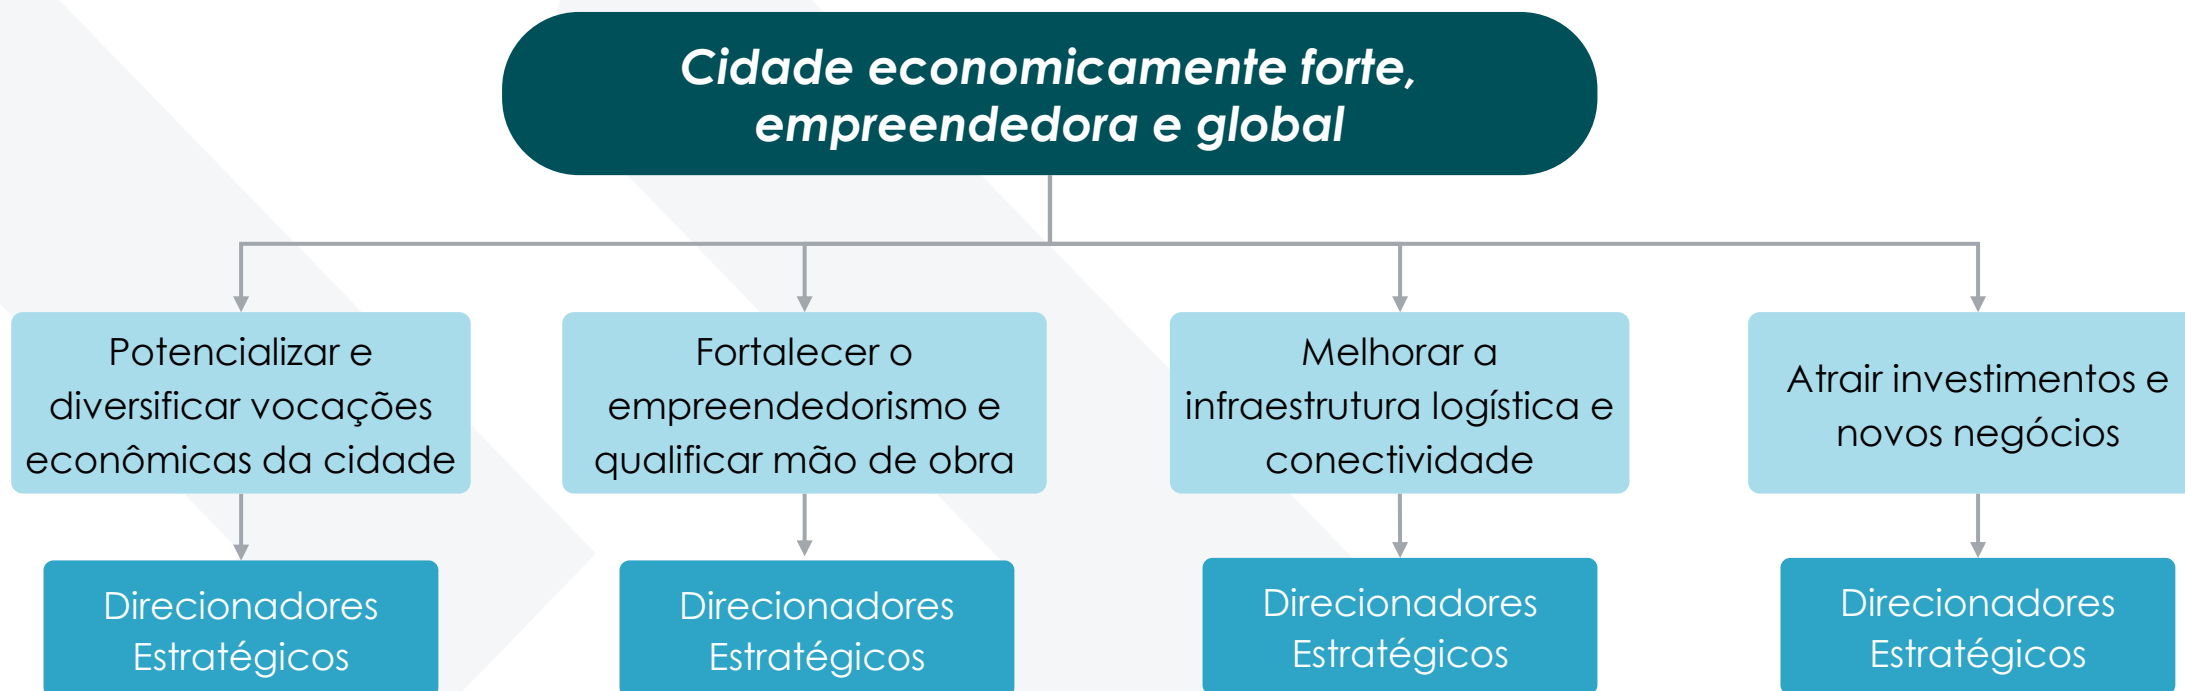 Cidade economicamente forte,
empreendedora e global
Potencializar e
diversificar vocações
econômicas da cidade
Fortalecer o
empreendedorismo e
qualificar mão de obra
Melhorar a
infraestrutura logística e
conectividade
Atrair investimentos e
novos negócios
Direcionadores
Estratégicos
Direcionadores
Estratégicos
Direcionadores
Estratégicos
Direcionadores
Estratégicos